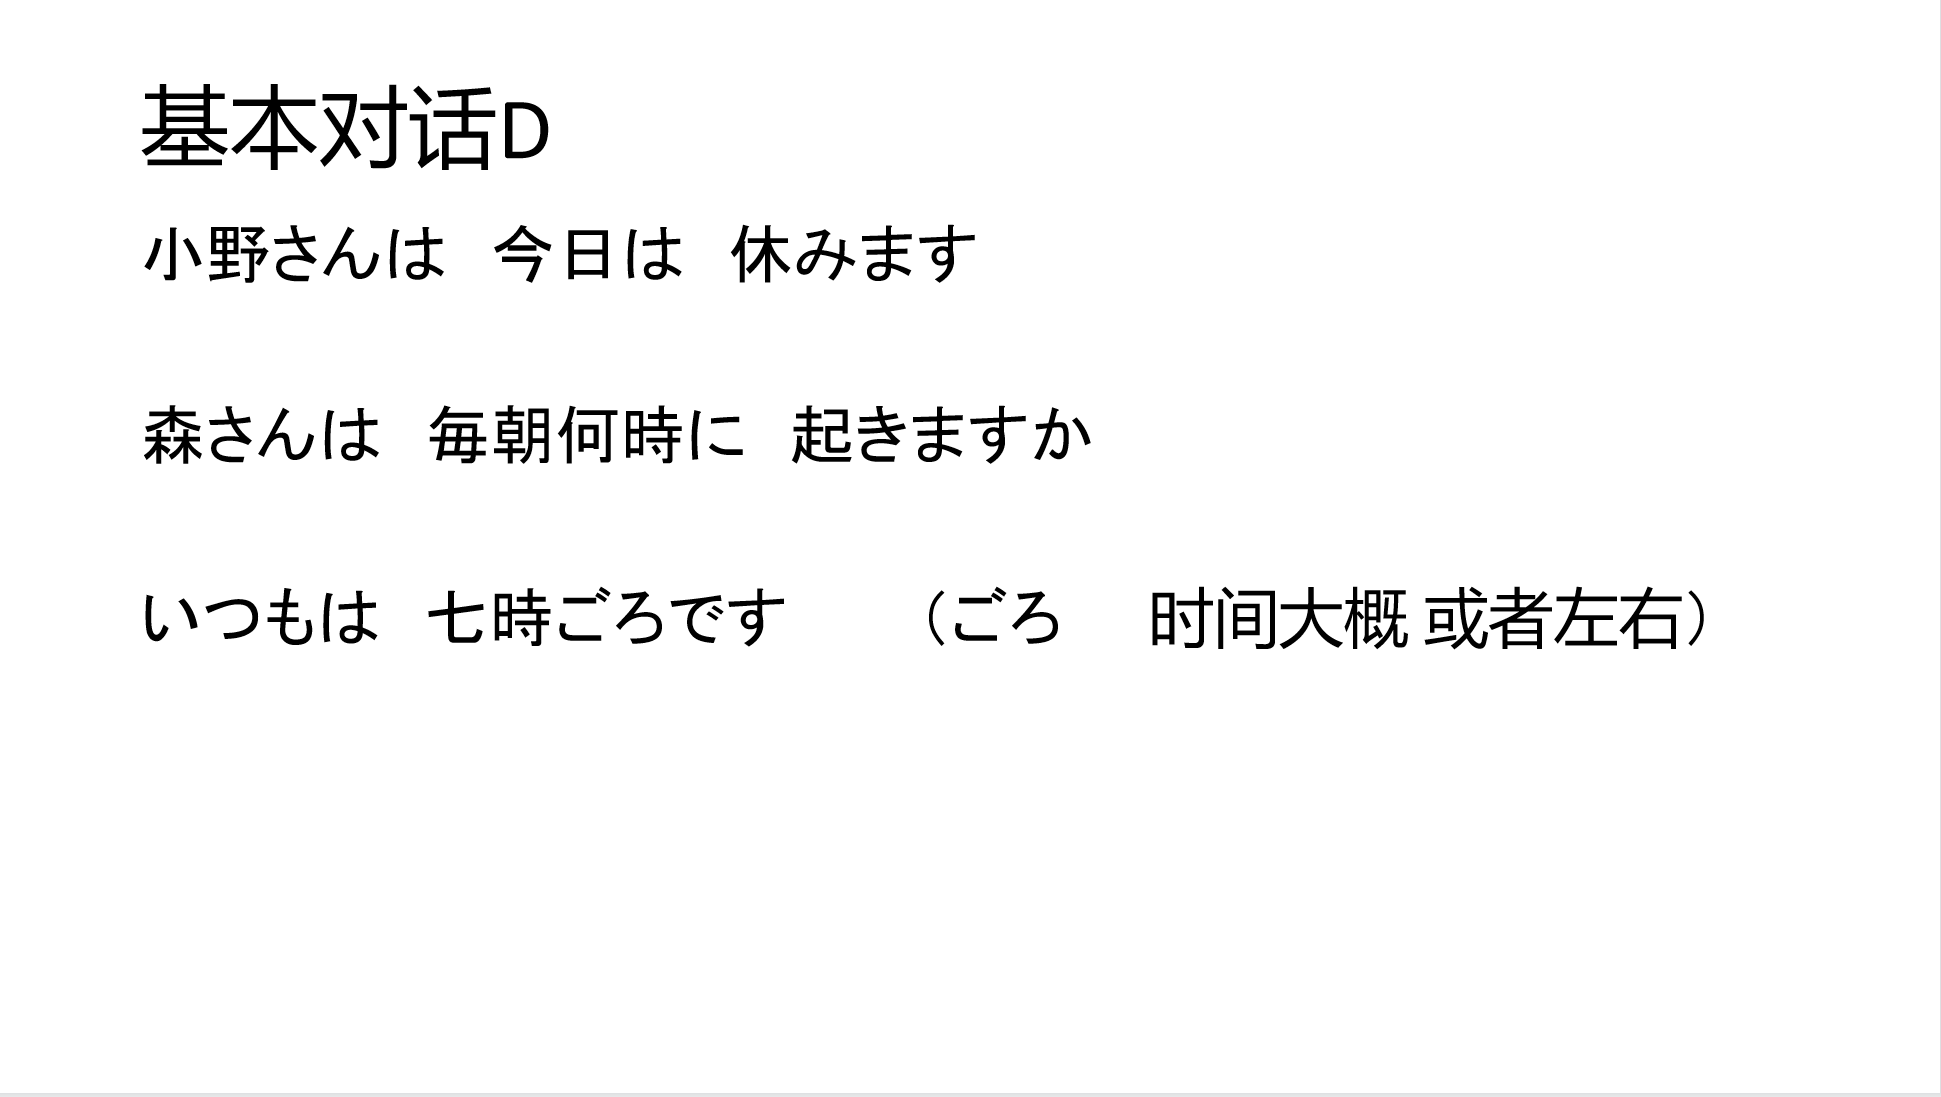 基本对话D
小野さんは　今日は　休みます
森さんは　毎朝何時に　起きますか
いつもは　七時ごろです　　（ごろ　 时间大概 或者左右）